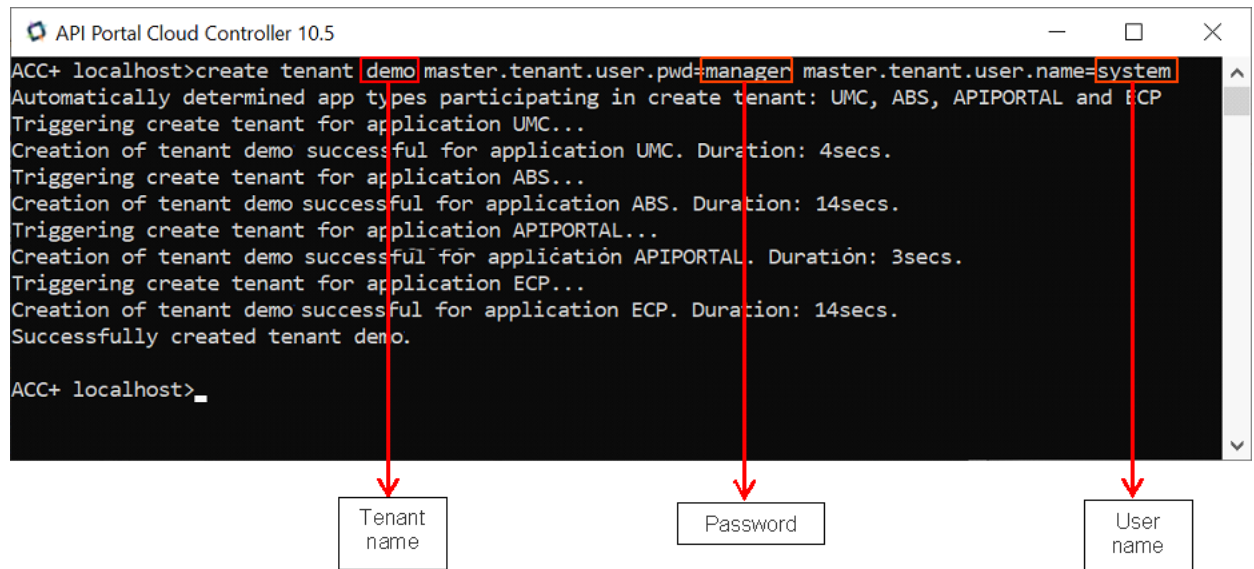 API Portal Cloud Controller 10.5
ACC+ localhost>create tenant demo master.tenant.user.pwd=manager master.tenant.user.name=system
Automatically determined app types participating in create tenant: UMC, ABS, APIPORTAL and ECP
Triggering create tenant for application UMC...
Creation of tenant demo successful for application UMC. Duration: 4secs.
Triggering create tenant for application ABS...
Creation of tenant demo successful for application ABS. Duration: 14secs.
Triggering create tenant for application APIPORTAL...
Creation of tenant demo successful for application APIPORTAL. Duration: 3secs.
Triggering create tenant for application ECP...
Creation of tenant demo successful for application ECP. Duration: 14secs.
Successfully created tenant demo.
ACC+ localhost>
Tenant
name
Password
User
name